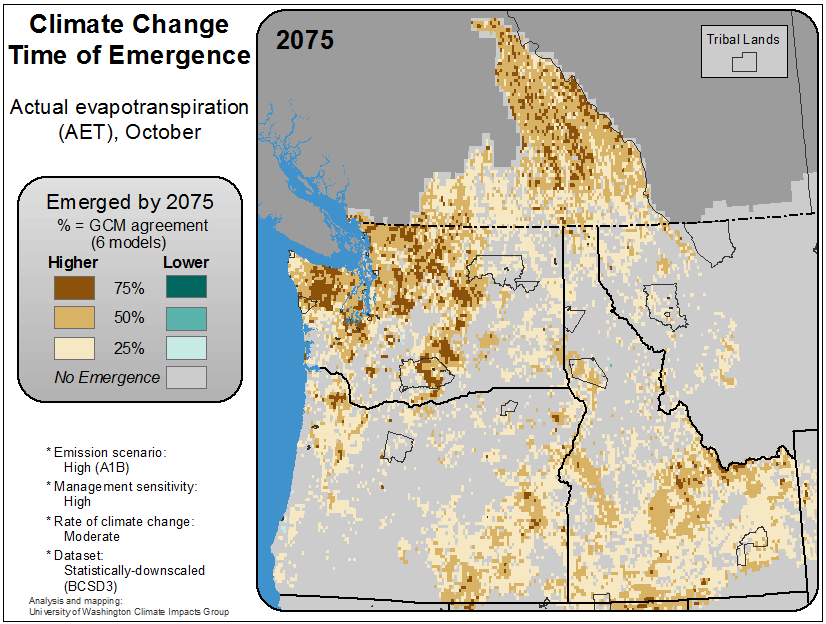 Climate Change
Time of Emergence
Actual evapotranspiration
(AET), October
Emerged by 2075
% = GCM agreement
(6 models)
Higher Lower
75%
50%
25%
No Emergence
* Emission scenario:
High (A1B)
* Management sensitivity:
High
* Rate of climate change:
Moderate
* Dataset:
Statistically-downscaled
(BCSD3)
Analysis and mapping:
University of Washington Climate Impacts Group
2075
Tribal Lands